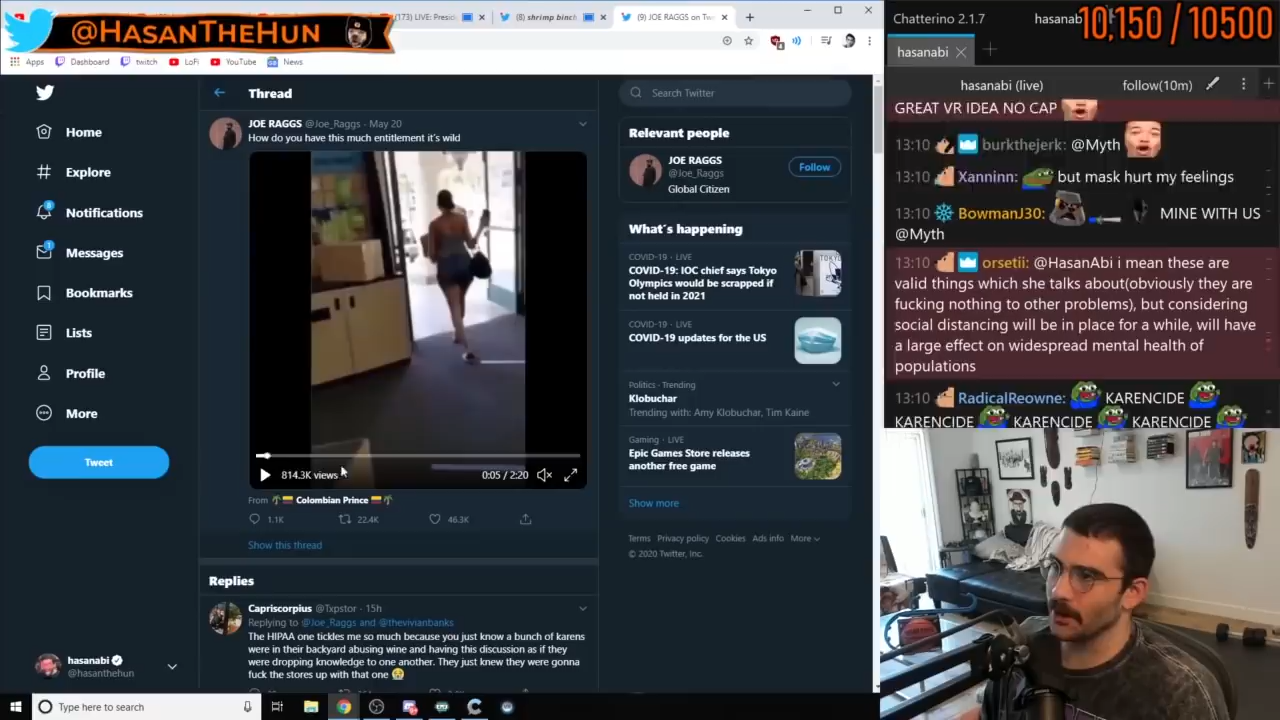 @HasanTheHun
(173) LIVE: Presid
(8) shrimp binch
(9) JOE RAGGS on Tw
Apps
Dashboard
twitch
LoFi
YouTube
News
Home
Explore
Notifications
Messages
Bookmarks
Lists
Profile
More
Tweet
hasanabi
@hasanthehun
Thread
JOE RAGGS @Joe_Raggs · May 20
How do you have this much entitlement it's wild
814.3K views
0:05 / 2:20
From Colombian Prince
1.1K
22.4K
46.3K
Show this thread
Replies
Capriscorpius @Txpstor · 15h
Replying to @Joe_Raggs and @thevivianbanks
The HIPAA one tickles me so much because you just know a bunch of karens
were in their backyard abusing wine and having this discussion as if they
were dropping knowledge to one another. They just knew they were gonna
fuck the stores up with that one
Search Twitter
Relevant people
JOE RAGGS
@Joe_Raggs
Follow
Global Citizen
What's happening
COVID-19 · LIVE
COVID-19: IOC chief says Tokyo
Olympics would be scrapped if
not held in 2021
COVID-19 · LIVE
COVID-19 updates for the US
Politics · Trending
Klobuchar
Trending with: Amy Klobuchar, Tim Kaine
Gaming · LIVE
Epic Games Store releases
another free game
Show more
Terms Privacy policy Cookies Ads info More
© 2020 Twitter, Inc.
Type here to search
Chatterino 2.1.7
hasanab
10,150 / 10500
hasanabi
hasanabi (live)
follow(10m)
GREAT VR IDEA NO CAP
13:10 burkthejerk: @Myth
13:10 Xanninn: but mask hurt my feelings
13:10 BowmanJ30: MINE WITH US
@Myth
13:10 orsetii: @HasanAbi i mean these are
valid things which she talks about(obviously they are
fucking nothing to other problems), but considering
social distancing will be in place for a while, will have
a large effect on widespread mental health of
populations
13:10 RadicalReowne: KARENCIDE
KARENCIDE KARENCIDE KARENCIDE